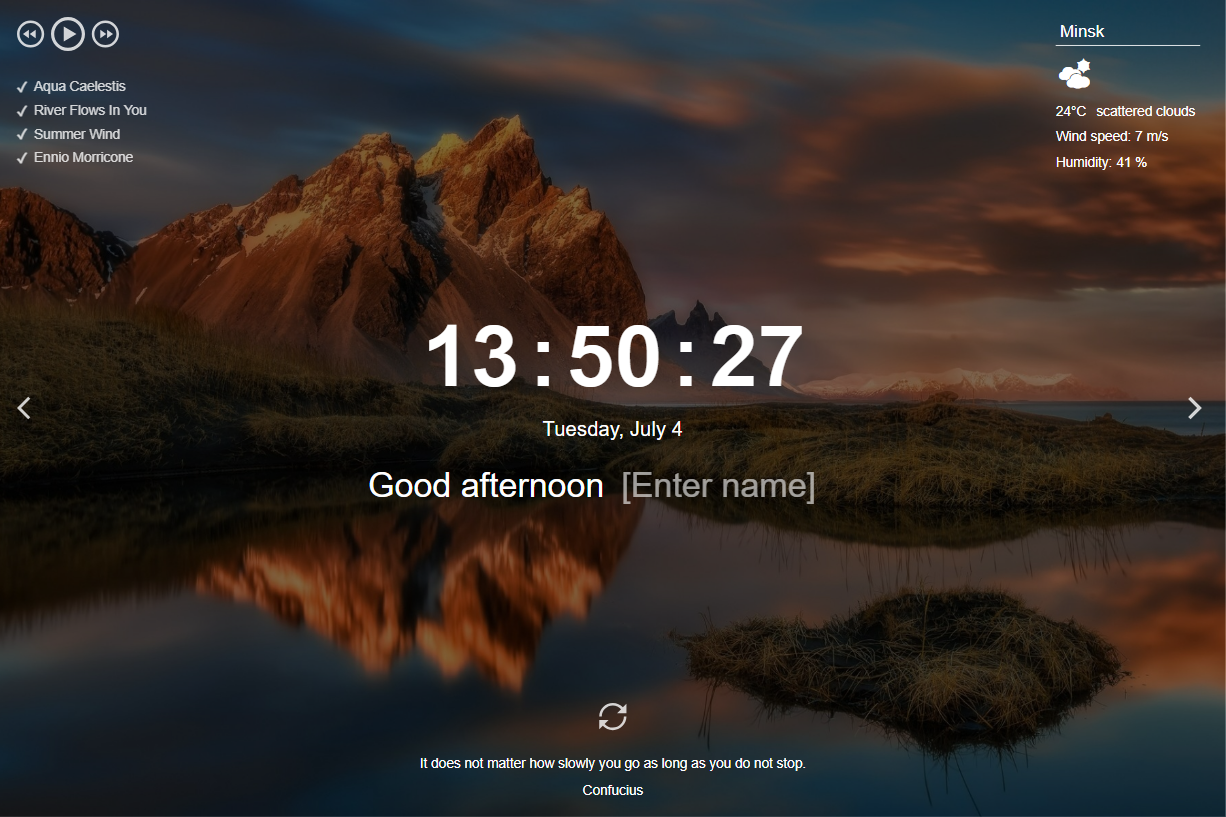 Aqua Caelestis
River Flows In You
Summer Wind
Ennio Morricone
Minsk
24°C scattered clouds
Wind speed: 7 m/s
Humidity: 41 %
13:50:27
Tuesday, July 4
Good afternoon [Enter name]
It does not matter how slowly you go as long as you do not stop.
Confucius